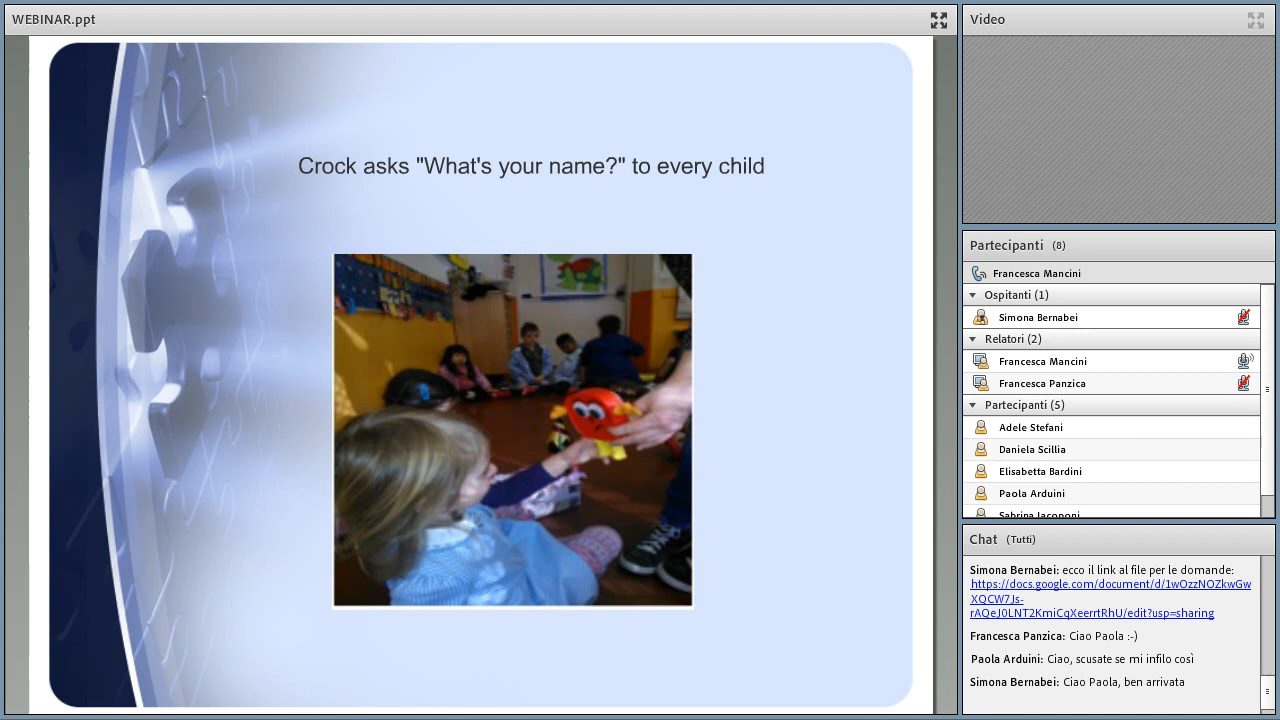 WEBINAR.ppt
Crock asks "What's your name?" to every child
Video
Partecipanti (8)
Francesca Mancini
Ospitanti (1)
Simona Bernabei
Relatori (2)
Francesca Mancini
Francesca Panzica
Partecipanti (5)
Adele Stefani
Daniela Scillia
Elisabetta Bardini
Paola Arduini
Sabrina Iacoponi
Chat (Tutti)
Simona Bernabei: ecco il link al file per le domande:
https://docs.google.com/document/d/1wOzzNOZkwGw
XQCW7Js-
rAQeJ0LNT2KmiCqXeerrtRhU/edit?usp=sharing
Francesca Panzica: Ciao Paola :-)
Paola Arduini: Ciao, scusate se mi infilo così
Simona Bernabei: Ciao Paola, ben arrivata